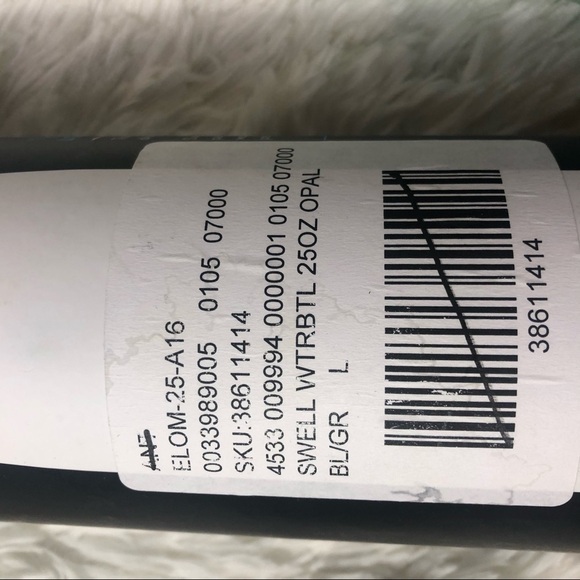 ELOM-25-A16
0033989005 0105 07000
SKU:38611414
4533 009994 0000001 0105 07000
SWELL WTRBTL 25OZ OPAL
BL/GR L
38611414